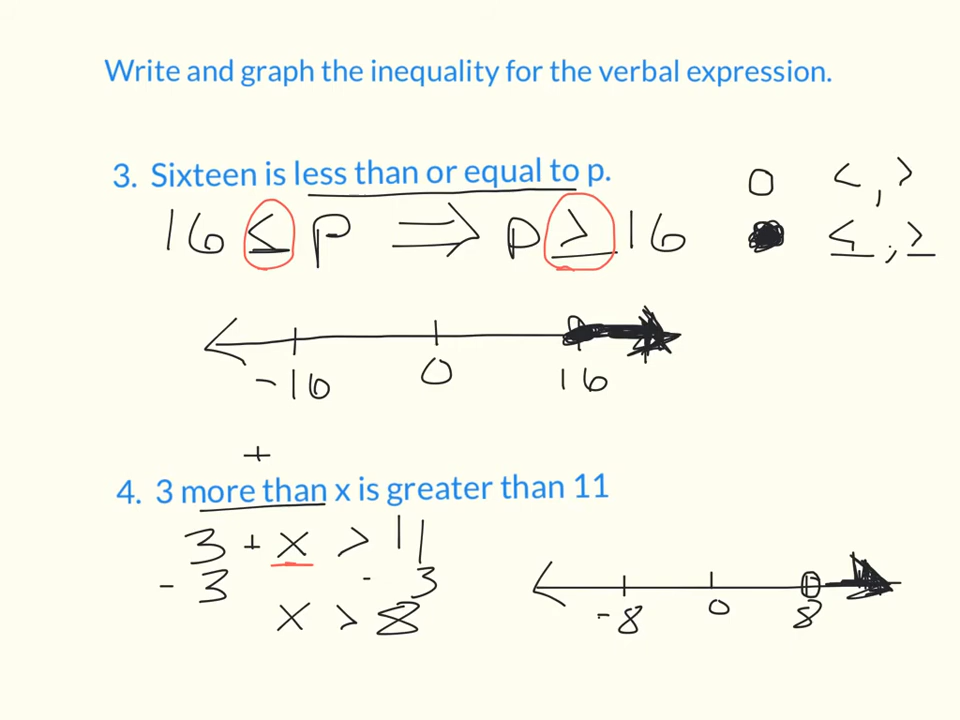 Write and graph the inequality for the verbal expression.
3. Sixteen is less than or equal to p.
o < , >
16 ≤ p ⇒ p ≥ 16 ● ≤ , ≥
-16 0 16
+
4. 3 more than x is greater than 11
3 + x > 11
- 3 - 3
x > 8
-8 0 8